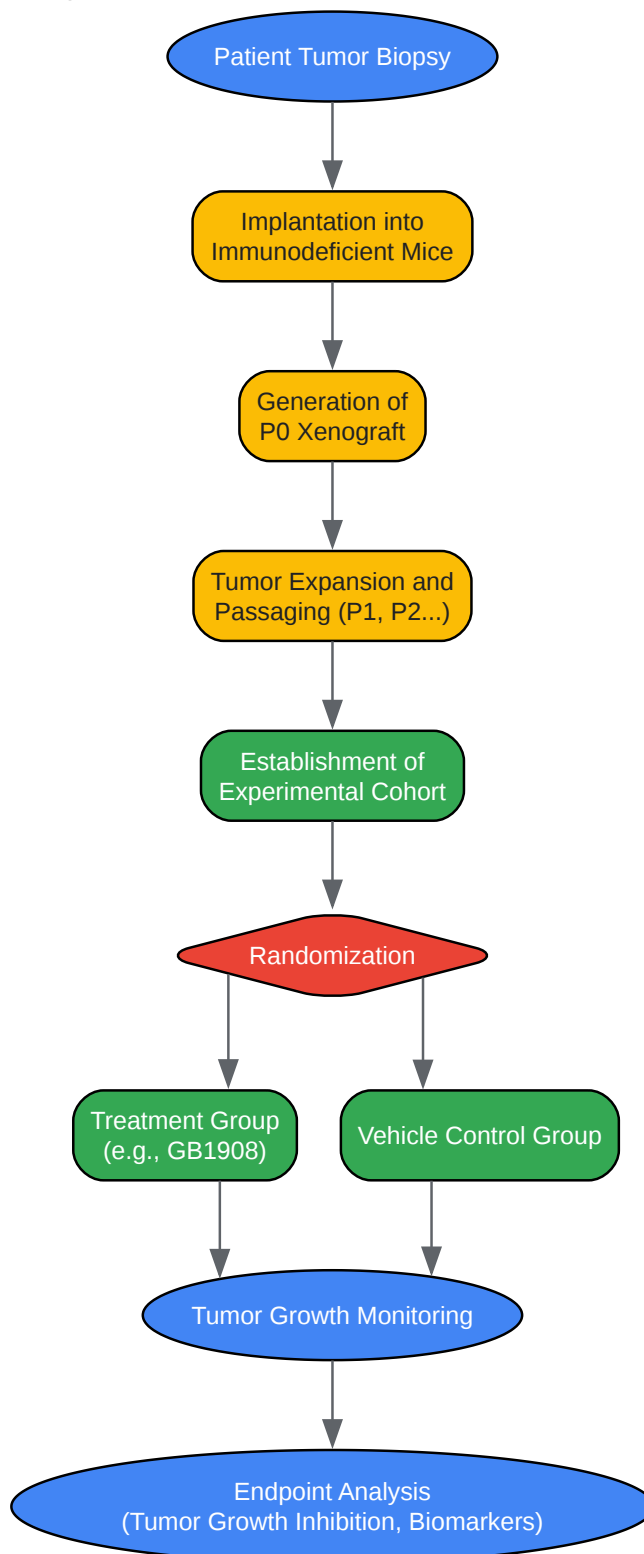 Patient Tumor Biopsy
Implantation into
Immunodeficient Mice
Generation of
P0 Xenograft
Tumor Expansion and
Passaging (P1, P2...)
Establishment of
Experimental Cohort
Randomization
Treatment Group
(e.g., GB1908)
Vehicle Control Group
Tumor Growth Monitoring
Endpoint Analysis
(Tumor Growth Inhibition, Biomarkers)